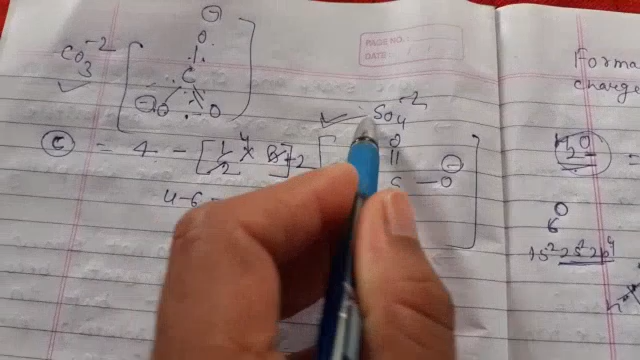 CO₃⁻²
⊖
O
C
⊖O O
PAGE NO.:
DATE:
SO₄⁻²
O
||
⊖
S — O
C - 4 - [1/2 × 8] - 2
4-6-
Forma
charge
H₂O =
O
1s² 2s² 2p⁴